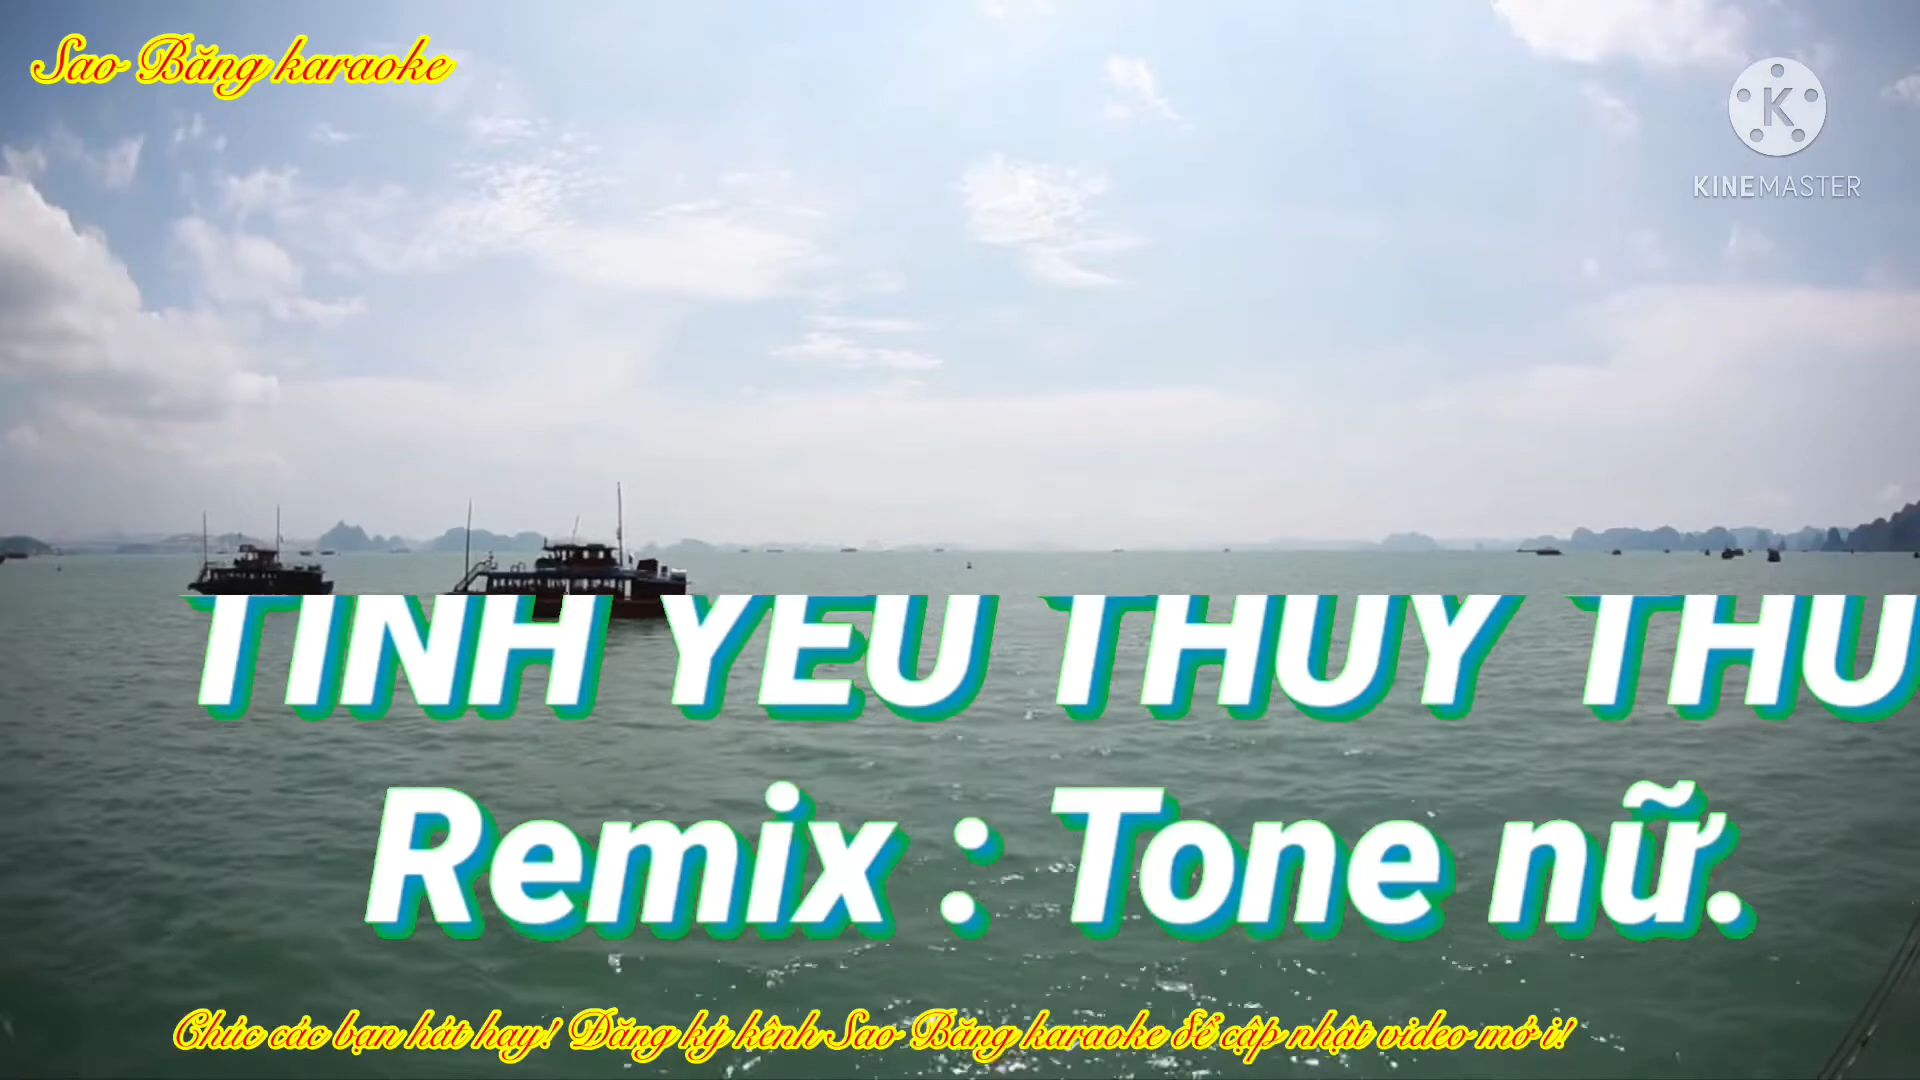 Sao Băng karaoke
KINEMASTER
TINH YEU THUY THU
Remix : Tone nữ.
Chúc các bạn hát hay! Đăng ký kênh Sao Băng karaoke để cập nhật video mới!